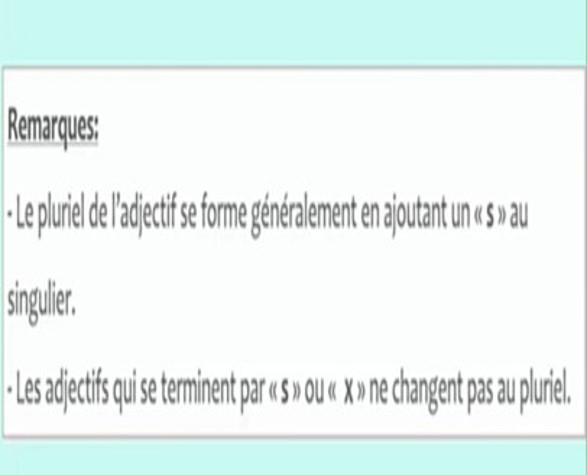 Remarques:
- Le pluriel de l'adjectif se forme généralement en ajoutant un « s » au
singulier.
- Les adjectifs qui se terminent par « s » ou « x » ne changent pas au pluriel.